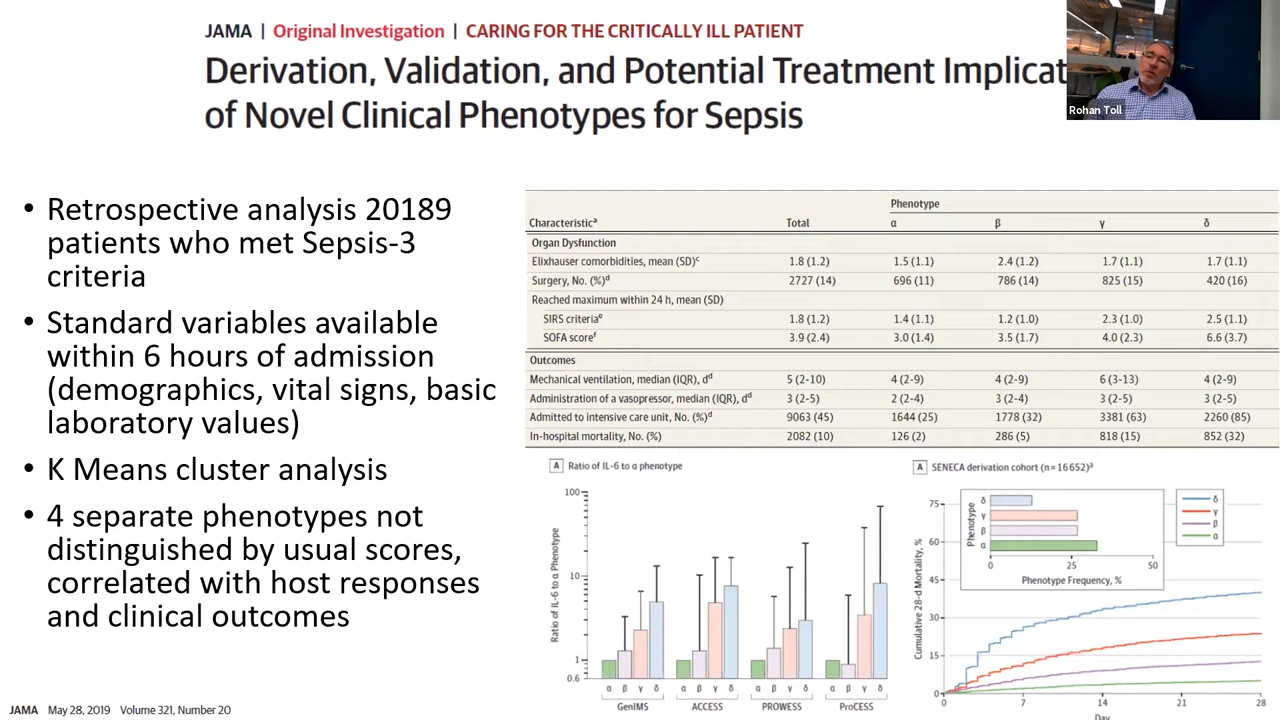 JAMA | Original Investigation | CARING FOR THE CRITICALLY ILL PATIENT
Derivation, Validation, and Potential Treatment Implicat
of Novel Clinical Phenotypes for Sepsis
Rohan Toll
• Retrospective analysis 20189
patients who met Sepsis-3
criteria
• Standard variables available
within 6 hours of admission
(demographics, vital signs, basic
laboratory values)
• K Means cluster analysis
• 4 separate phenotypes not
distinguished by usual scores,
correlated with host responses
and clinical outcomes
Phenotype
Characteristicᵃ Total α β γ δ
Organ Dysfunction
Elixhauser comorbidities, mean (SD)ᶜ 1.8 (1.2) 1.5 (1.1) 2.4 (1.2) 1.7 (1.1) 1.7 (1.1)
Surgery, No. (%)ᵈ 2727 (14) 696 (11) 786 (14) 825 (15) 420 (16)
Reached maximum within 24 h, mean (SD)
SIRS criteriaᵉ 1.8 (1.2) 1.4 (1.1) 1.2 (1.0) 2.3 (1.0) 2.5 (1.1)
SOFA scoreᶠ 3.9 (2.4) 3.0 (1.4) 3.5 (1.7) 4.0 (2.3) 6.6 (3.7)
Outcomes
Mechanical ventilation, median (IQR), dᵈ 5 (2-10) 4 (2-9) 4 (2-9) 6 (3-13) 4 (2-9)
Administration of a vasopressor, median (IQR), dᵈ 3 (2-5) 2 (2-4) 3 (2-4) 3 (2-5) 3 (2-5)
Admitted to intensive care unit, No. (%)ᵈ 9063 (45) 1644 (25) 1778 (32) 3381 (63) 2260 (85)
In-hospital mortality, No. (%) 2082 (10) 126 (2) 286 (5) 818 (15) 852 (32)
A Ratio of IL-6 to α phenotype
Ratio of IL-6 to α Phenotype
100
10
1
0.6
α β γ δ α β γ δ α β γ δ α β γ δ
GenIMS ACCESS PROWESS ProCESS
A SENECA derivation cohort (n=16652)ᵃ
Cumulative 28-d Mortality, %
75
60
45
30
15
0
Phenotype
δ
γ
β
α
0 25 50
Phenotype Frequency, %
δ
γ
β
α
0 7 14 21 28
Day
JAMA May 28, 2019 Volume 321, Number 20